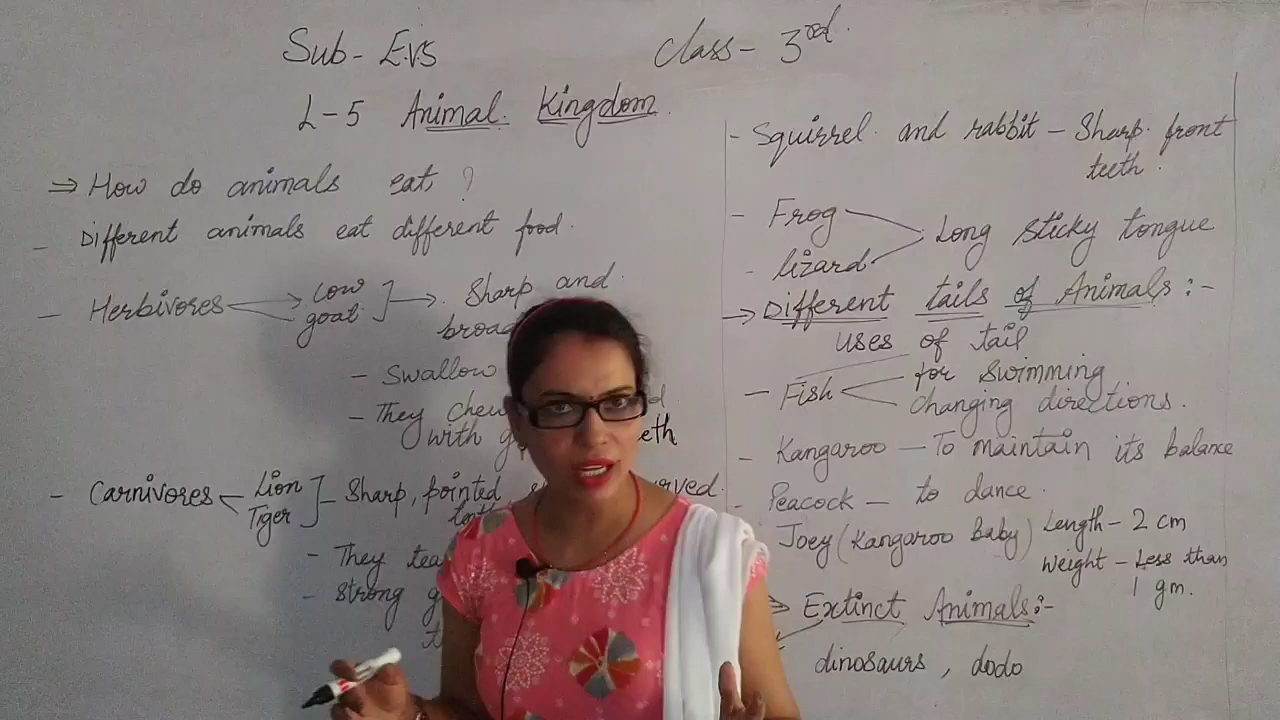 Sub- E.V.S
Class- 3rd.
L-5 Animal Kingdom
⇒ How do animals eat ?
- Different animals eat different food.
- Herbivores
Cow
goat
Sharp and
- Swallow
- They chew
with
- Carnivores
Lion
Tiger
- Sharp, pointed
- They
- Strong
- Squirrel and rabbit - Sharp front
teeth.
- Frog
- lizard
Long sticky tongue
→ Different tails of Animals :-
uses of tail
- Fish
for swimming
changing directions.
- Kangaroo - To maintain its balance
- Peacock - to dance.
Joey (Kangaroo Baby) Length - 2 cm
weight - Less than
1 gm.
Extinct Animals:-
dinosaurs, dodo